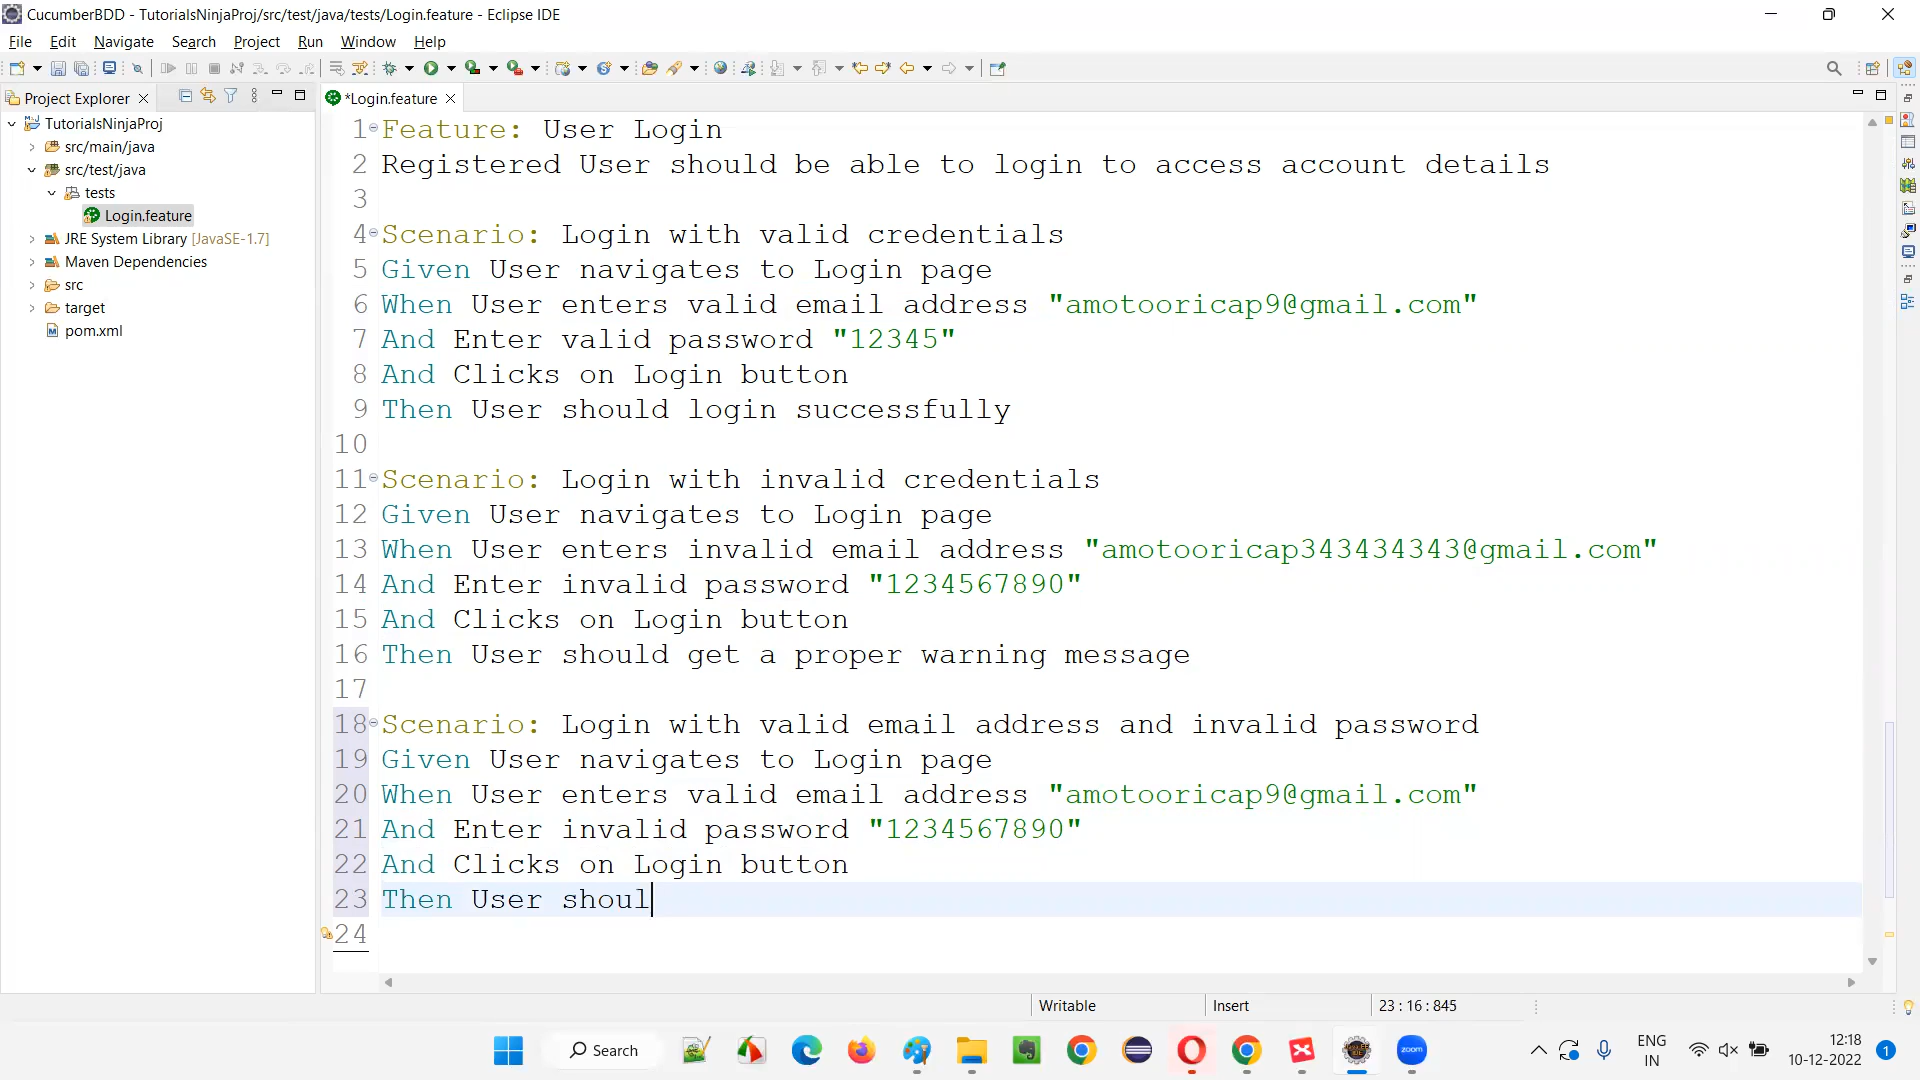 CucumberBDD - TutorialsNinjaProj/src/test/java/tests/Login.feature - Eclipse IDE
File Edit Navigate Search Project Run Window Help
Project Explorer
*Login.feature
TutorialsNinjaProj
src/main/java
src/test/java
tests
Login.feature
JRE System Library [JavaSE-1.7]
Maven Dependencies
src
target
pom.xml
1 Feature: User Login
2 Registered User should be able to login to access account details
3
4 Scenario: Login with valid credentials
5 Given User navigates to Login page
6 When User enters valid email address "amotooricap9@gmail.com"
7 And Enter valid password "12345"
8 And Clicks on Login button
9 Then User should login successfully
10
11 Scenario: Login with invalid credentials
12 Given User navigates to Login page
13 When User enters invalid email address "amotooricap343434343@gmail.com"
14 And Enter invalid password "1234567890"
15 And Clicks on Login button
16 Then User should get a proper warning message
17
18 Scenario: Login with valid email address and invalid password
19 Given User navigates to Login page
20 When User enters valid email address "amotooricap9@gmail.com"
21 And Enter invalid password "1234567890"
22 And Clicks on Login button
23 Then User shoul
24
Writable Insert 23 : 16 : 845
Search
zoom
ENG
IN
12:18
10-12-2022
1